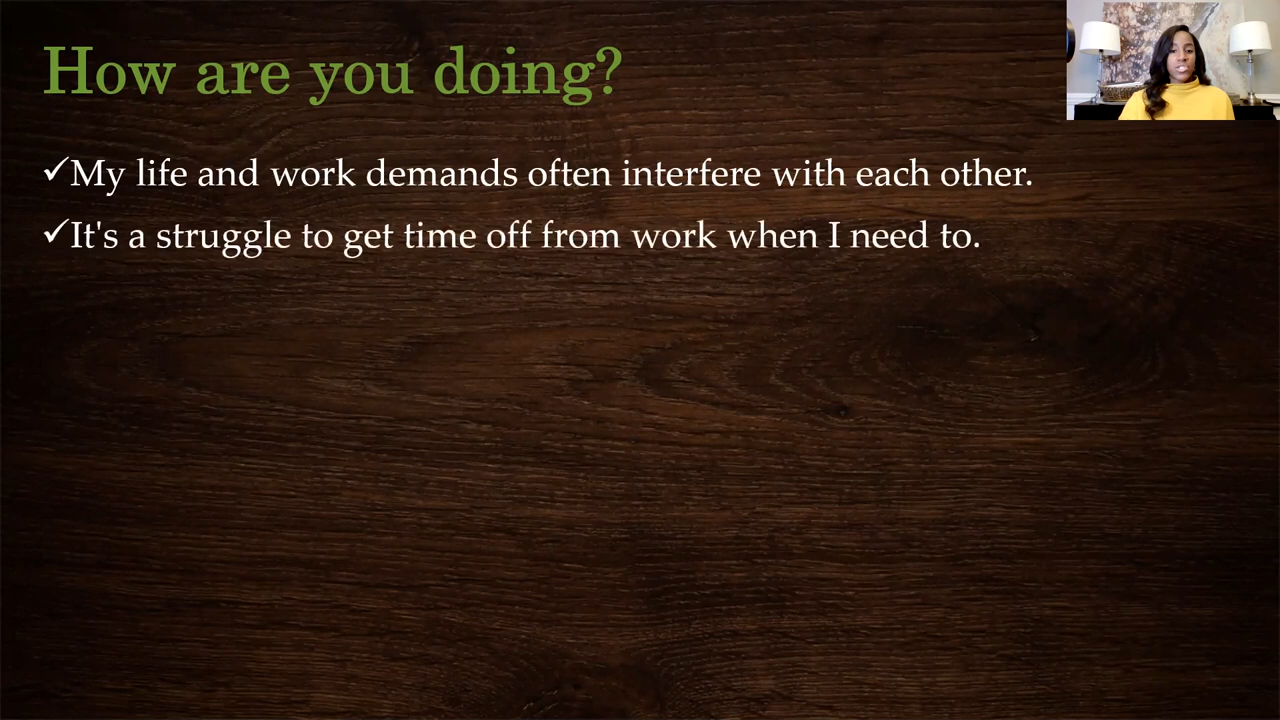 How are you doing?
✓My life and work demands often interfere with each other.
✓It's a struggle to get time off from work when I need to.